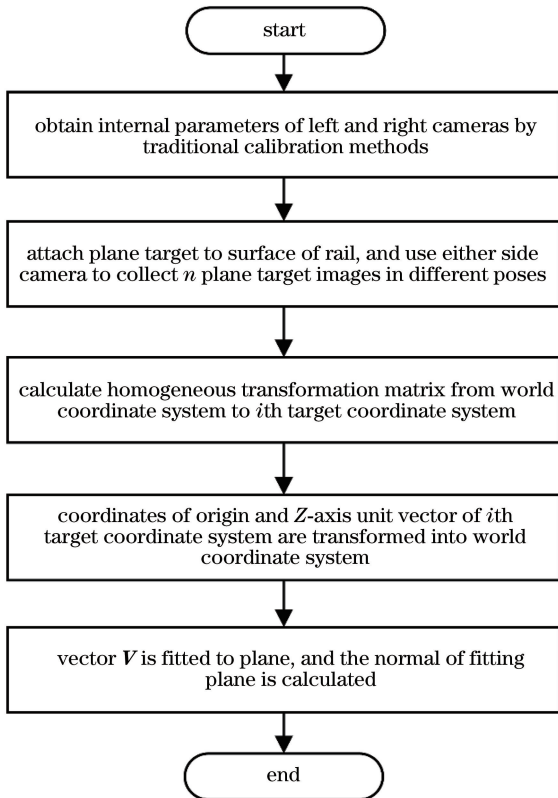 start
obtain internal parameters of left and right cameras by
traditional calibration methods
attach plane target to surface of rail, and use either side
camera to collect n plane target images in different poses
calculate homogeneous transformation matrix from world
coordinate system to ith target coordinate system
coordinates of origin and Z-axis unit vector of ith
target coordinate system are transformed into world
coordinate system
vector V is fitted to plane, and the normal of fitting
plane is calculated
end